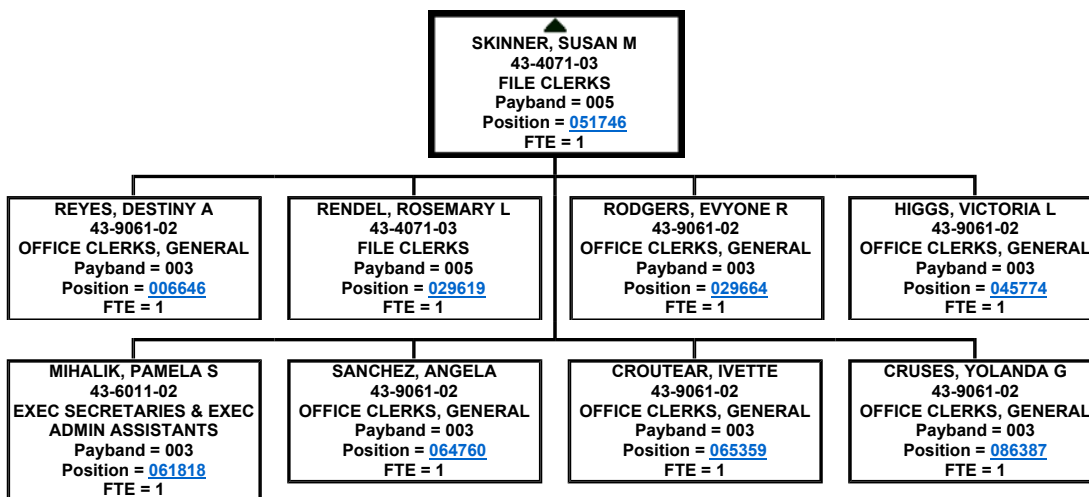 SKINNER, SUSAN M
43-4071-03
FILE CLERKS
Payband = 005
Position = 051746
FTE = 1
REYES, DESTINY A
43-9061-02
OFFICE CLERKS, GENERAL
Payband = 003
Position = 006646
FTE = 1
RENDEL, ROSEMARY L
43-4071-03
FILE CLERKS
Payband = 005
Position = 029619
FTE = 1
RODGERS, EVYONE R
43-9061-02
OFFICE CLERKS, GENERAL
Payband = 003
Position = 029664
FTE = 1
HIGGS, VICTORIA L
43-9061-02
OFFICE CLERKS, GENERAL
Payband = 003
Position = 045774
FTE = 1
MIHALIK, PAMELA S
43-6011-02
EXEC SECRETARIES & EXEC
ADMIN ASSISTANTS
Payband = 003
Position = 061818
FTE = 1
SANCHEZ, ANGELA
43-9061-02
OFFICE CLERKS, GENERAL
Payband = 003
Position = 064760
FTE = 1
CROUTEAR, IVETTE
43-9061-02
OFFICE CLERKS, GENERAL
Payband = 003
Position = 065359
FTE = 1
CRUSES, YOLANDA G
43-9061-02
OFFICE CLERKS, GENERAL
Payband = 003
Position = 086387
FTE = 1